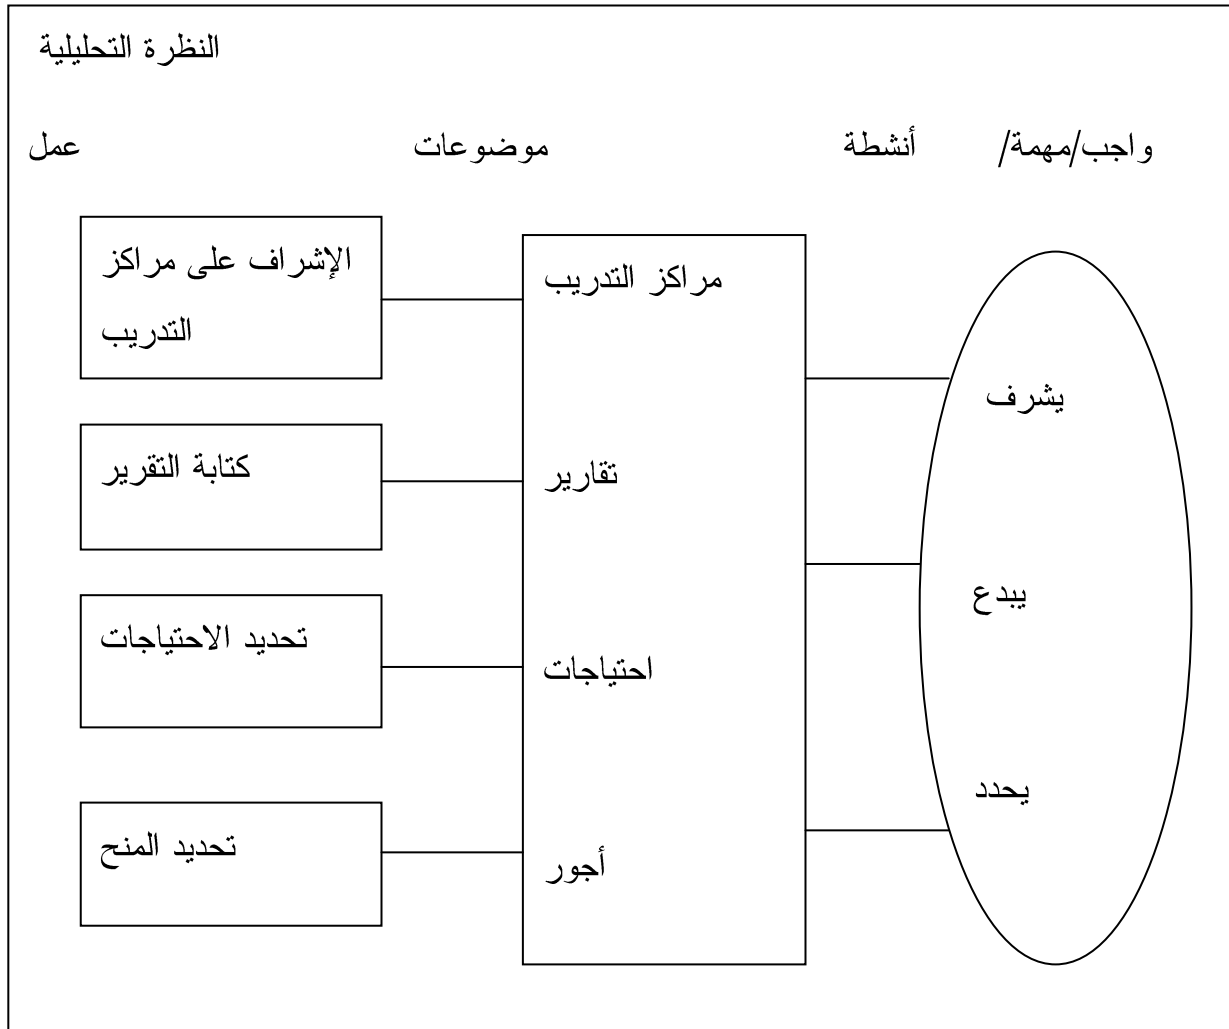 النظرة التحليلية
واجب/مهمة/ أنشطة موضوعات عمل
يشرف
يبدع
يحدد
مراكز التدريب
تقارير
احتياجات
أجور
الإشراف على مراكز
التدريب
كتابة التقرير
تحديد الاحتياجات
تحديد المنح